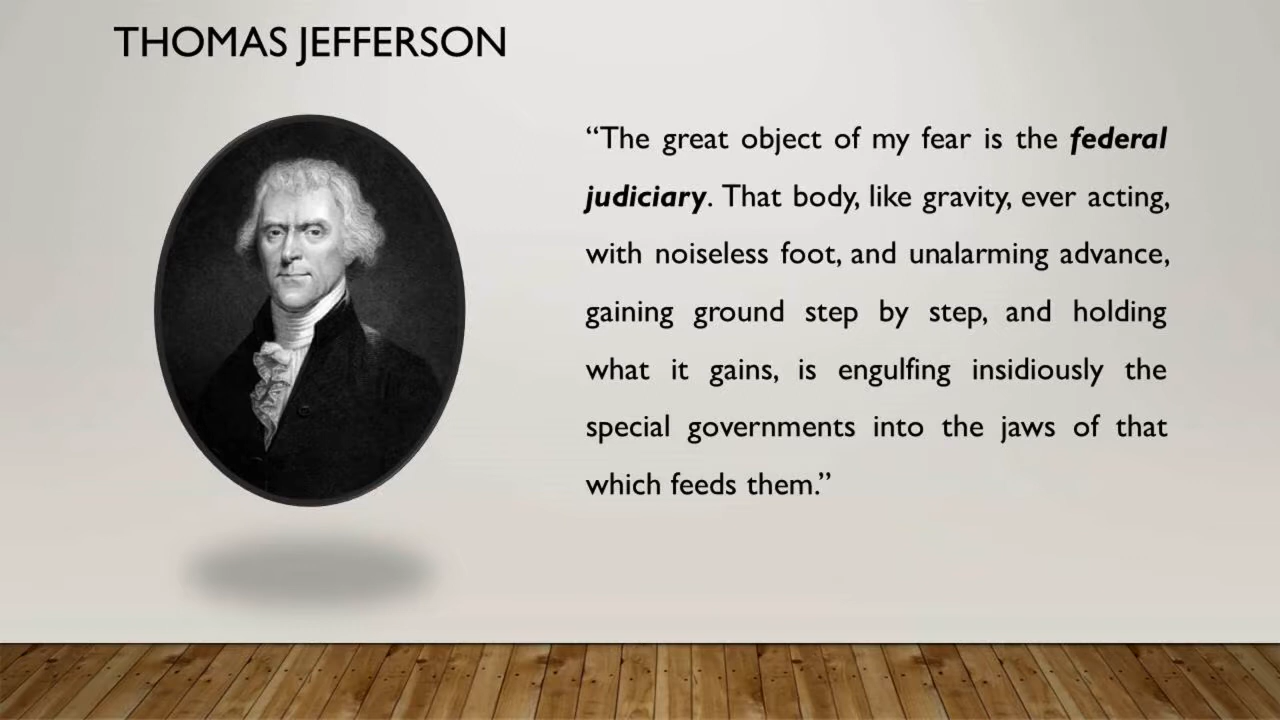 THOMAS JEFFERSON
“The great object of my fear is the federal
judiciary. That body, like gravity, ever acting,
with noiseless foot, and unalarming advance,
gaining ground step by step, and holding
what it gains, is engulfing insidiously the
special governments into the jaws of that
which feeds them.”